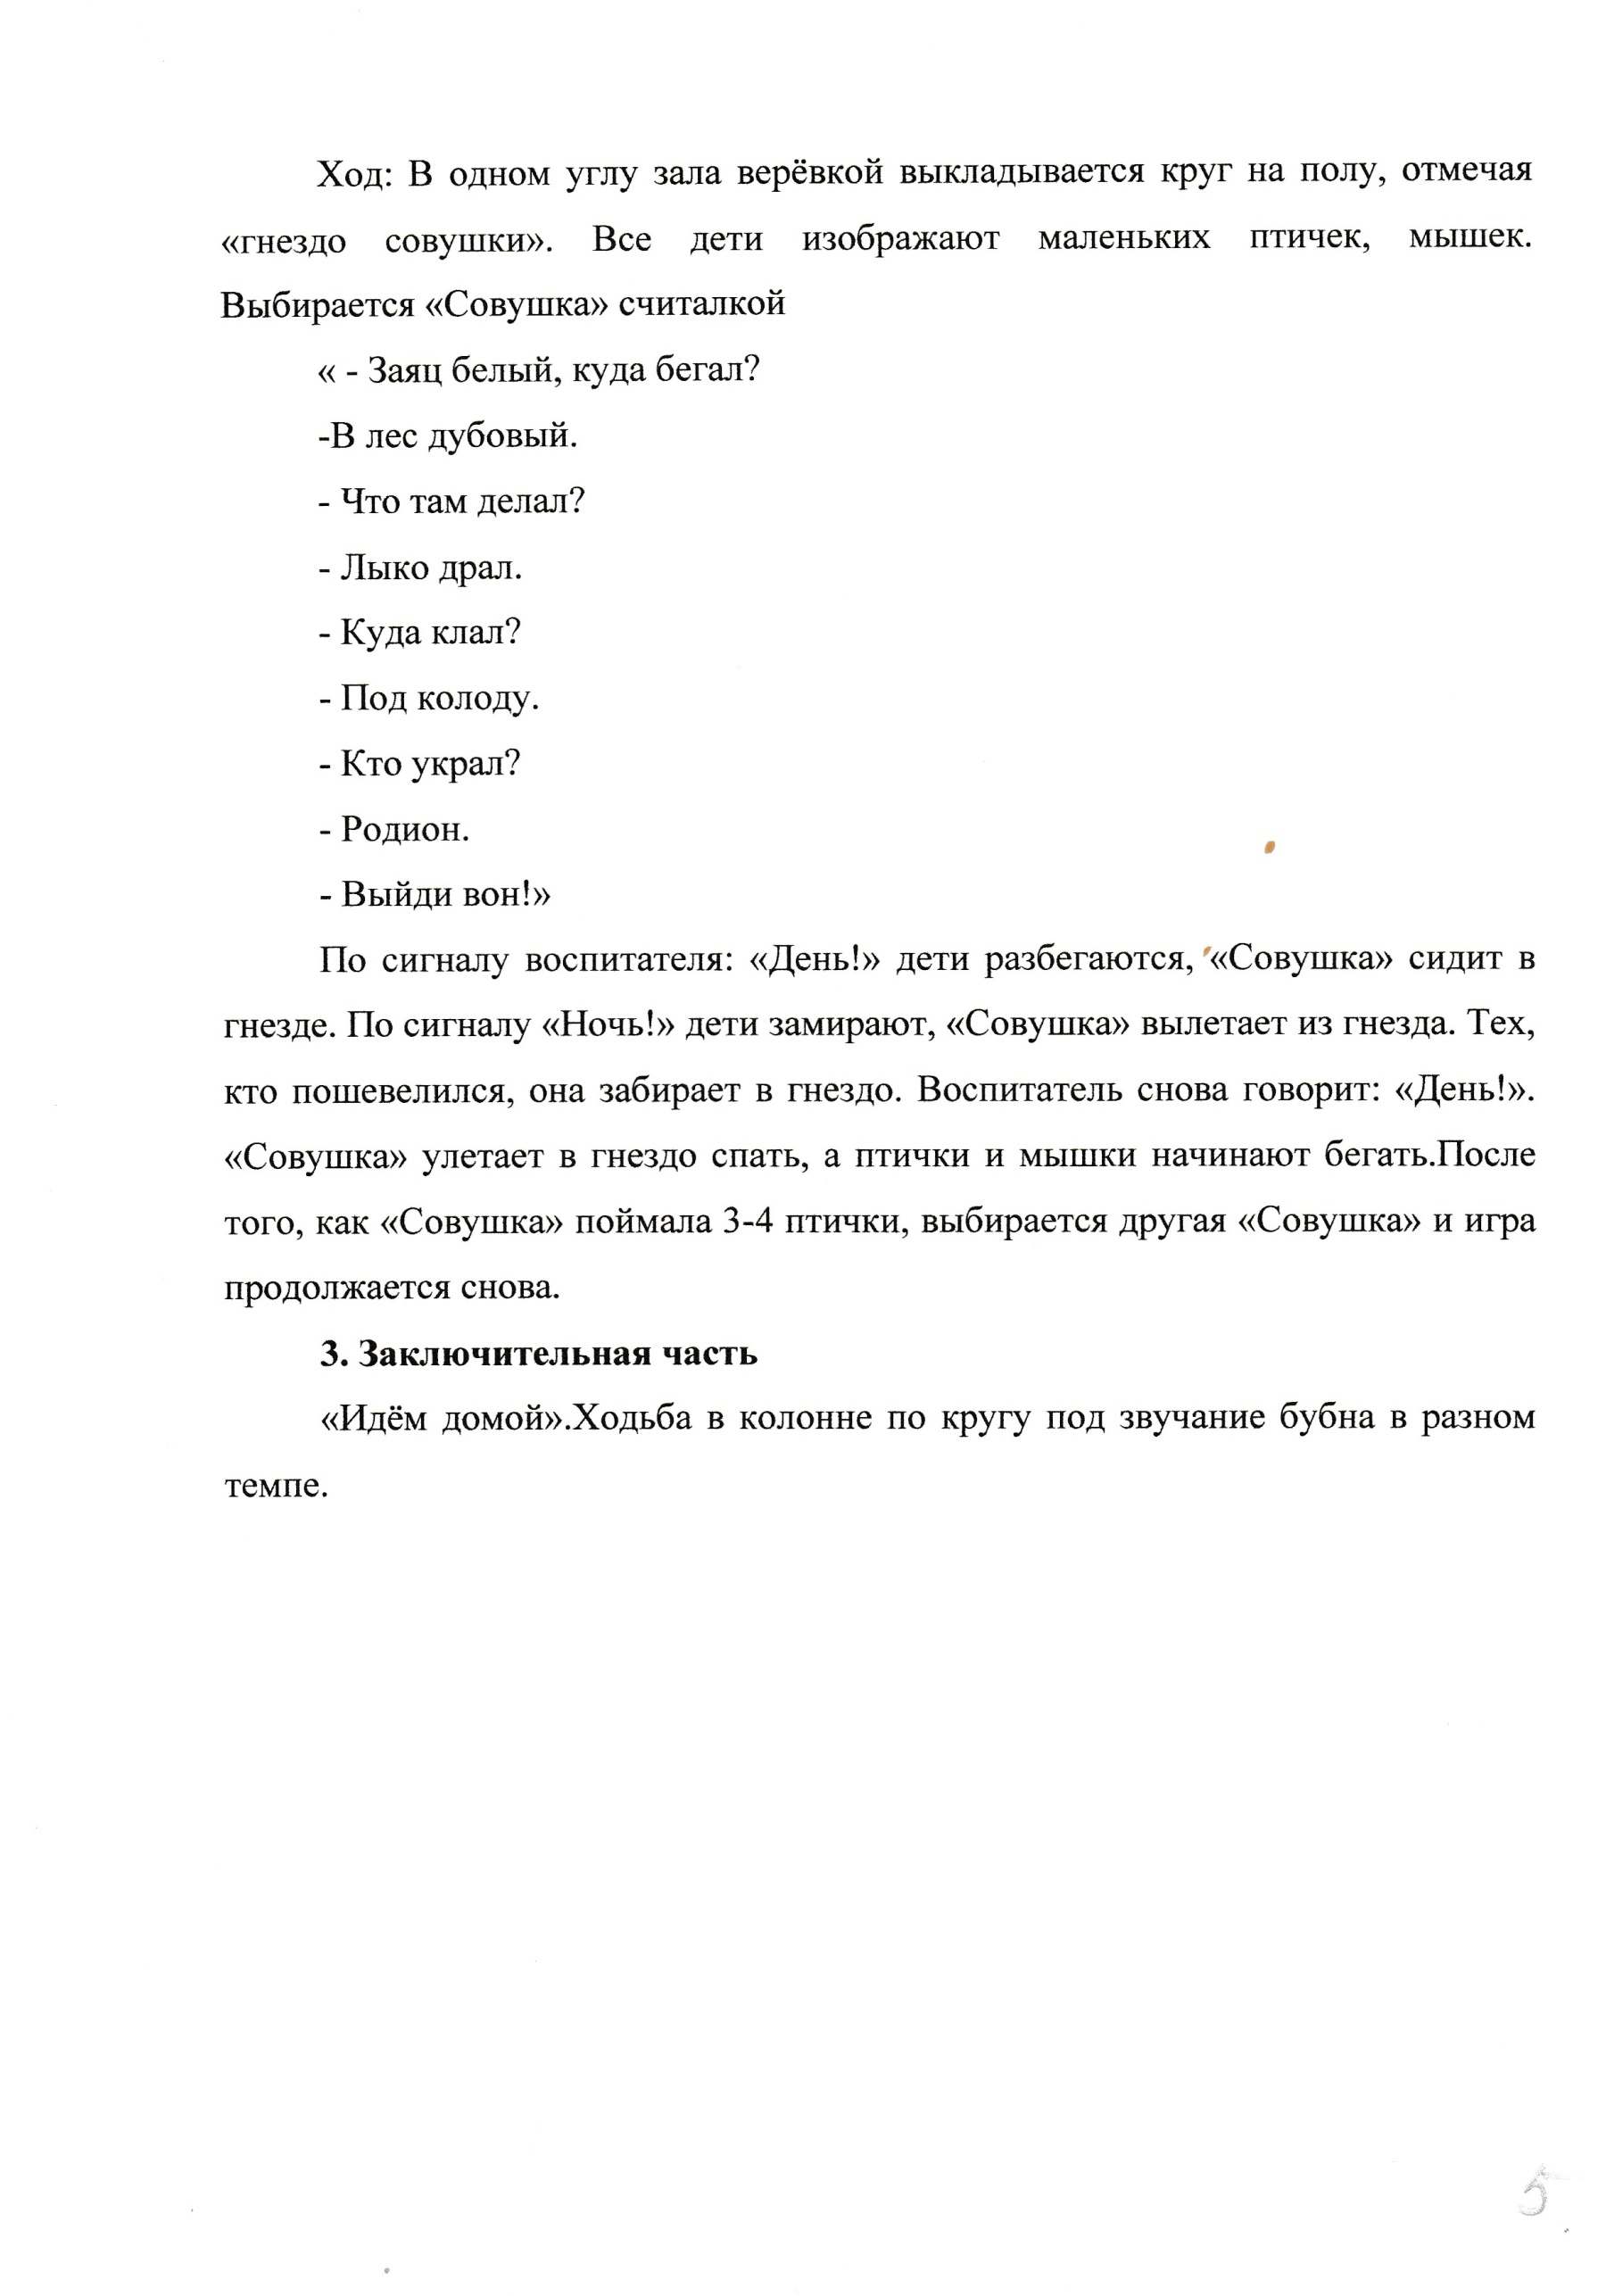 Ход: В одном углу зала верёвкой выкладывается круг на полу, отмечая
«гнездо совушки». Все дети изображают маленьких птичек, мышек.
Выбирается «Совушка» считалкой
« - Заяц белый, куда бегал?
-В лес дубовый.
- Что там делал?
- Лыко драл.
- Куда клал?
- Под колоду.
- Кто украл?
- Родион.
- Выйди вон!»
По сигналу воспитателя: «День!» дети разбегаются, «Совушка» сидит в
гнезде. По сигналу «Ночь!» дети замирают, «Совушка» вылетает из гнезда. Тех,
кто пошевелился, она забирает в гнездо. Воспитатель снова говорит: «День!».
«Совушка» улетает в гнездо спать, а птички и мышки начинают бегать.После
того, как «Совушка» поймала 3-4 птички, выбирается другая «Совушка» и игра
продолжается снова.
3. Заключительная часть
«Идём домой».Ходьба в колонне по кругу под звучание бубна в разном
темпе.
5